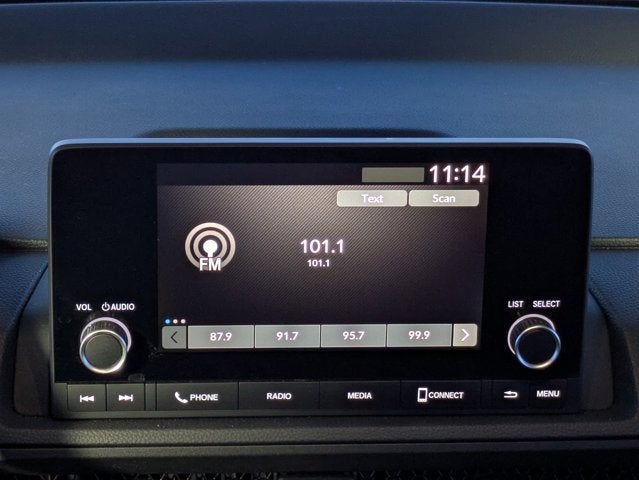 11:14
Text Scan
FM
101.1
101.1
VOL AUDIO
LIST SELECT
87.9 91.7 95.7 99.9
PHONE RADIO MEDIA CONNECT MENU